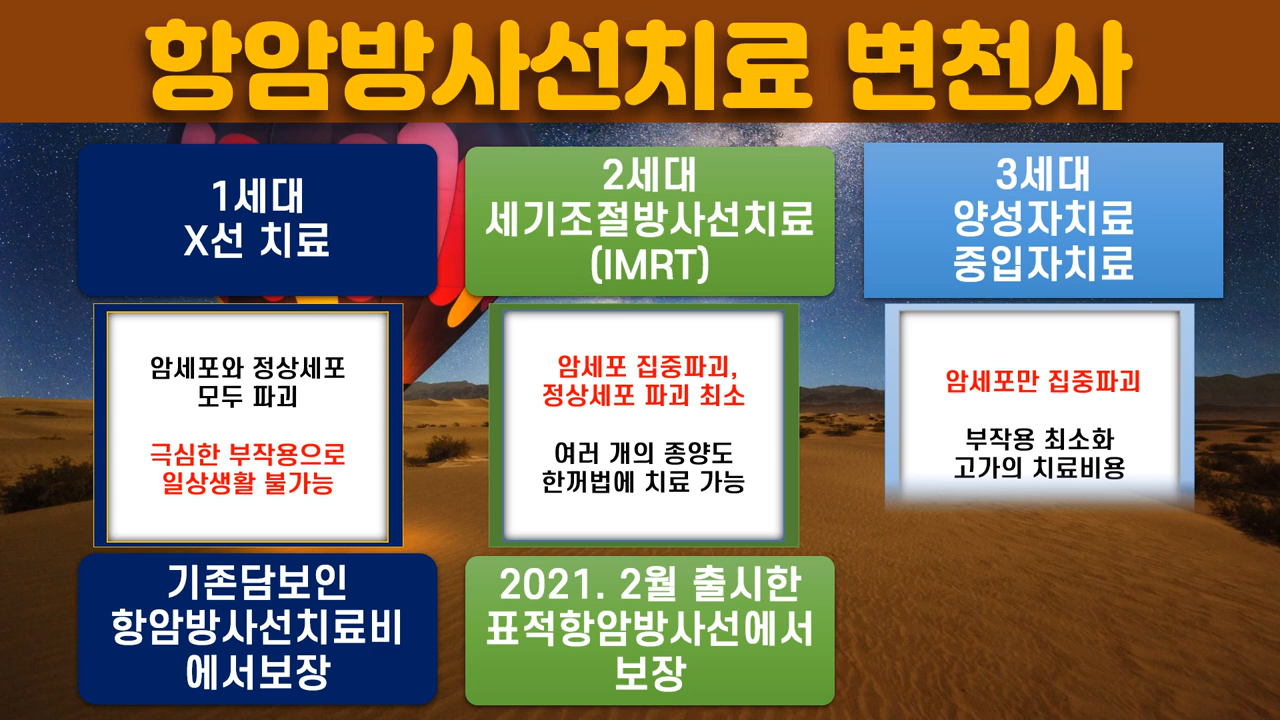 항암방사선치료 변천사
1세대
X선 치료
암세포와 정상세포
모두 파괴
극심한 부작용으로
일상생활 불가능
기존담보인
항암방사선치료비
에서보장
2세대
세기조절방사선치료
(IMRT)
암세포 집중파괴,
정상세포 파괴 최소
여러 개의 종양도
한꺼법에 치료 가능
2021. 2월 출시한
표적항암방사선에서
보장
3세대
양성자치료
중입자치료
암세포만 집중파괴
부작용 최소화
고가의 치료비용